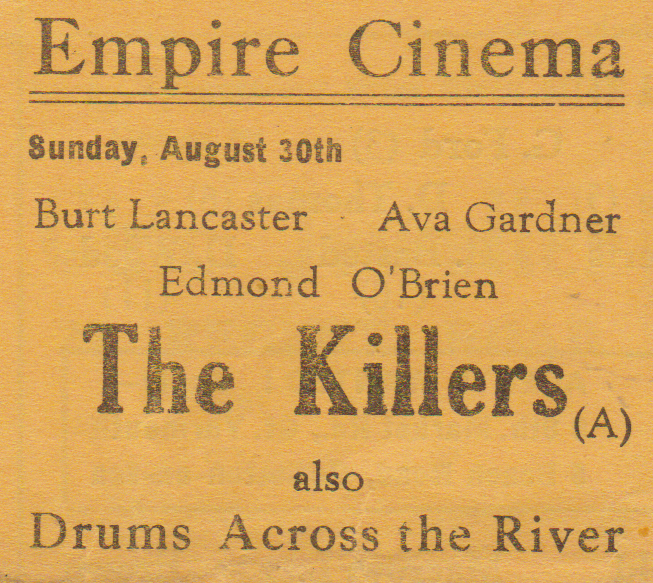 Empire Cinema
Sunday, August 30th
Burt Lancaster Ava Gardner
Edmond O'Brien
The Killers (A)
also
Drums Across the River